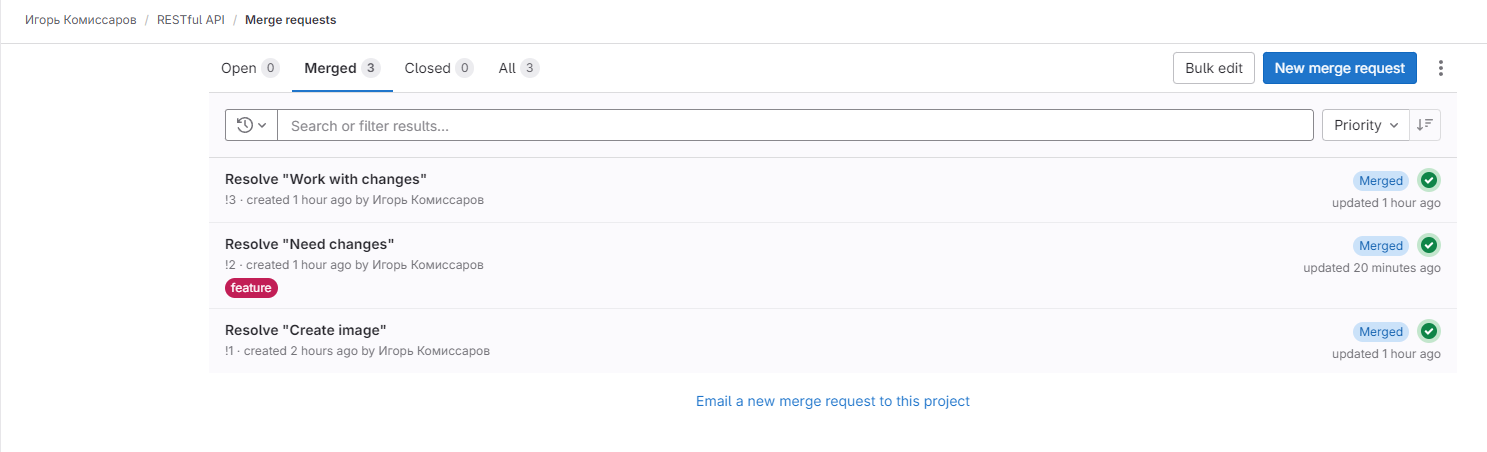 Игорь Комиссаров / RESTful API / Merge requests
Open 0 Merged 3 Closed 0 All 3 Bulk edit New merge request
Search or filter results... Priority
Resolve "Work with changes" Merged
!3 · created 1 hour ago by Игорь Комиссаров updated 1 hour ago
Resolve "Need changes" Merged
!2 · created 1 hour ago by Игорь Комиссаров updated 20 minutes ago
feature
Resolve "Create image" Merged
!1 · created 2 hours ago by Игорь Комиссаров updated 1 hour ago
Email a new merge request to this project